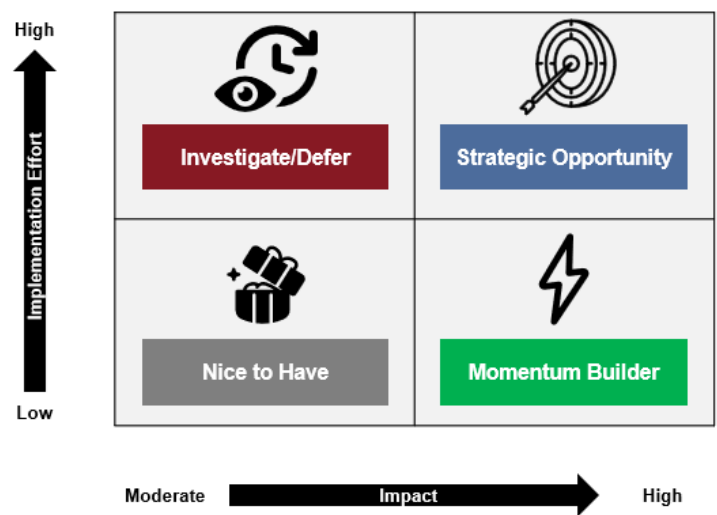 High
Implementation Effort
Low
Investigate/Defer
Strategic Opportunity
Nice to Have
Momentum Builder
Moderate
Impact
High